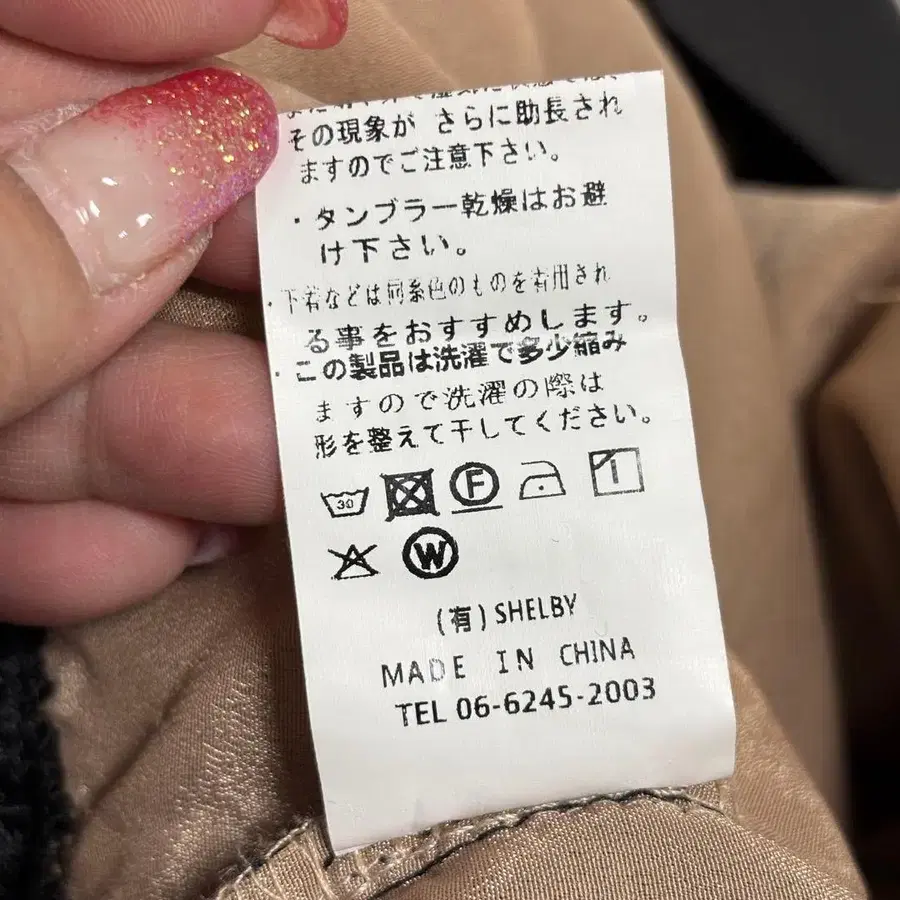 その現象が さらに助長され
ますのでご注意下さい。
・タンブラー乾燥はお避
け下さい。
・下着などは同系色のものを着用され
る事をおすすめします。
・この製品は洗濯で多少縮み
ますので洗濯の際は
形を整えて干してください。
30 F
W
(有) SHELBY
MADE IN CHINA
TEL 06-6245-2003